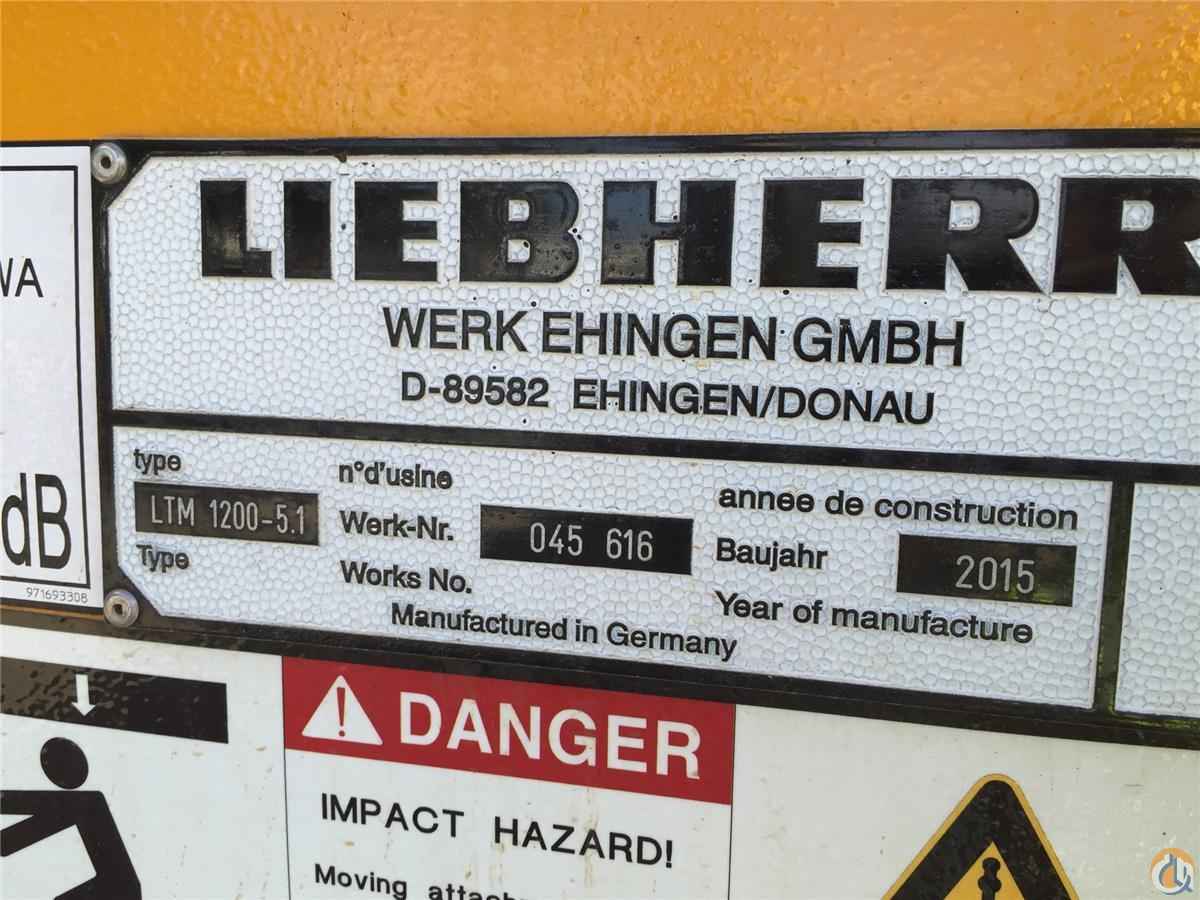 WA
dB
971693308
LIEBHERR
WERK EHINGEN GMBH
D-89582 EHINGEN/DONAU
type
LTM 1200-5.1
Type
n°d'usine
Werk-Nr.
045 616
Works No.
annee de construction
Baujahr
2015
Year of manufacture
Manufactured in Germany
DANGER
IMPACT HAZARD!
Moving